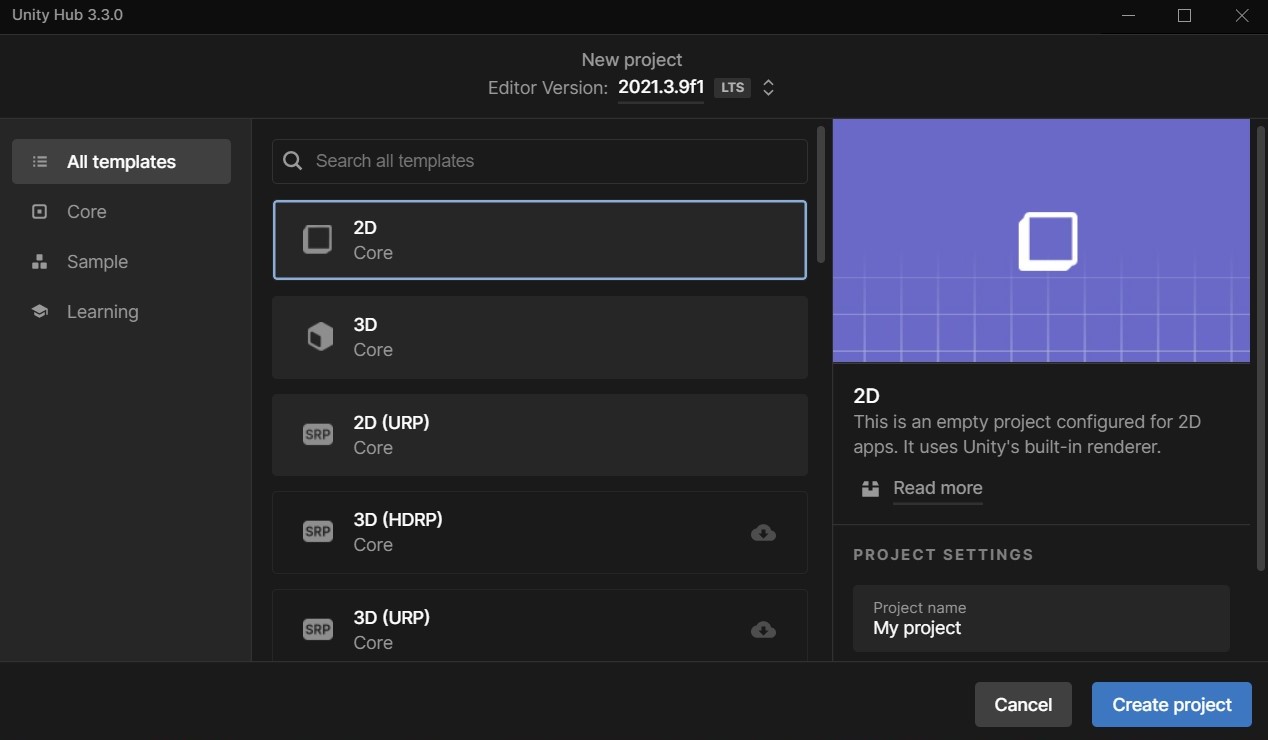 Unity Hub 3.3.0
New project
Editor Version: 2021.3.9f1 LTS
All templates
Core
Sample
Learning
Search all templates
2D
Core
3D
Core
SRP
2D (URP)
Core
SRP
3D (HDRP)
Core
SRP
3D (URP)
Core
2D
This is an empty project configured for 2D
apps. It uses Unity's built-in renderer.
Read more
PROJECT SETTINGS
Project name
My project
Cancel
Create project